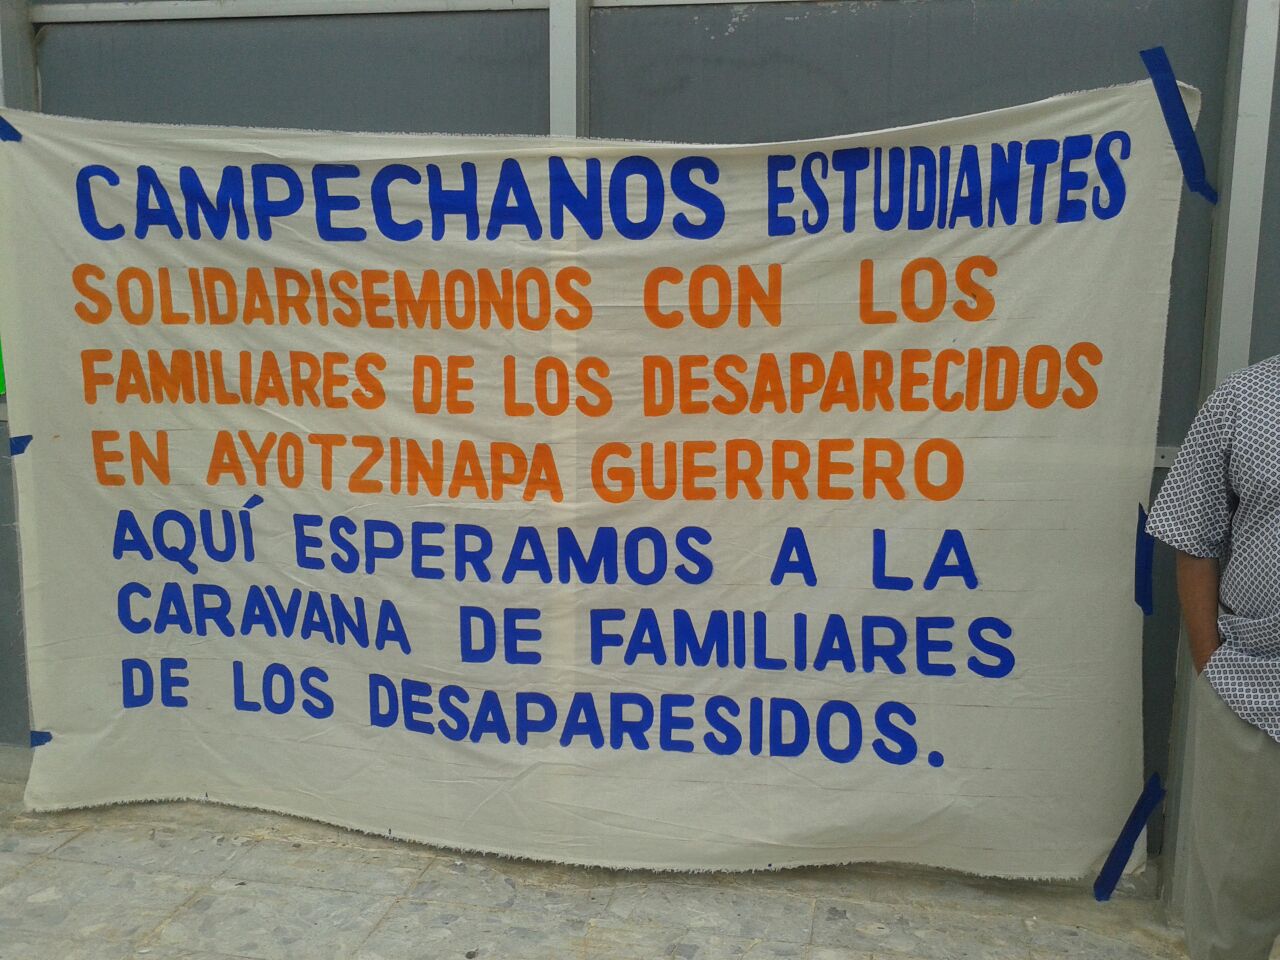 CAMPECHANOS ESTUDIANTES
SOLIDARISEMONOS CON LOS
FAMILIARES DE LOS DESAPARECIDOS
EN AYOTZINAPA GUERRERO
AQUÍ ESPERAMOS A LA
CARAVANA DE FAMILIARES
DE LOS DESAPARESIDOS.